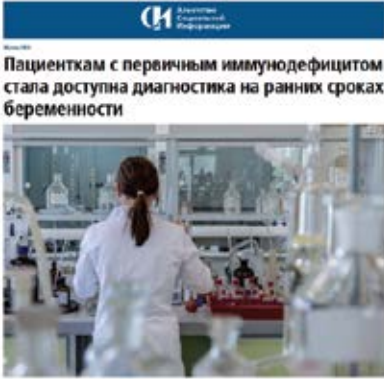 Агентство
Социальной
Информации
Пациенткам с первичным иммунодефицитом
стала доступна диагностика на ранних сроках
беременности